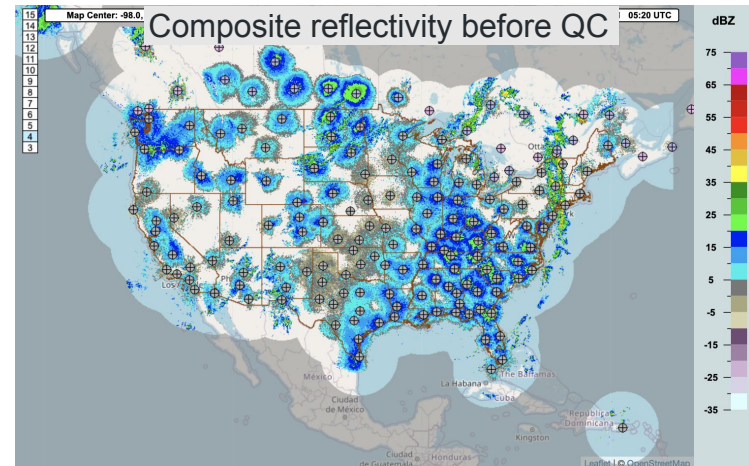 15
14
13
12
11
10
9
8
7
6
5
4
3
Map Center: -98.0,
Composite reflectivity before QC
05:20 UTC
dBZ
75
65
55
45
35
25
15
5
-5
-15
-25
-35
Los
Ph
Otta
México
Ciudad
de México
La Habana
The Bahamas
Cuba
República
Dominicana
Kingston
Ciudad
de Guatemala
Honduras
Leaflet | © OpenStreetMap